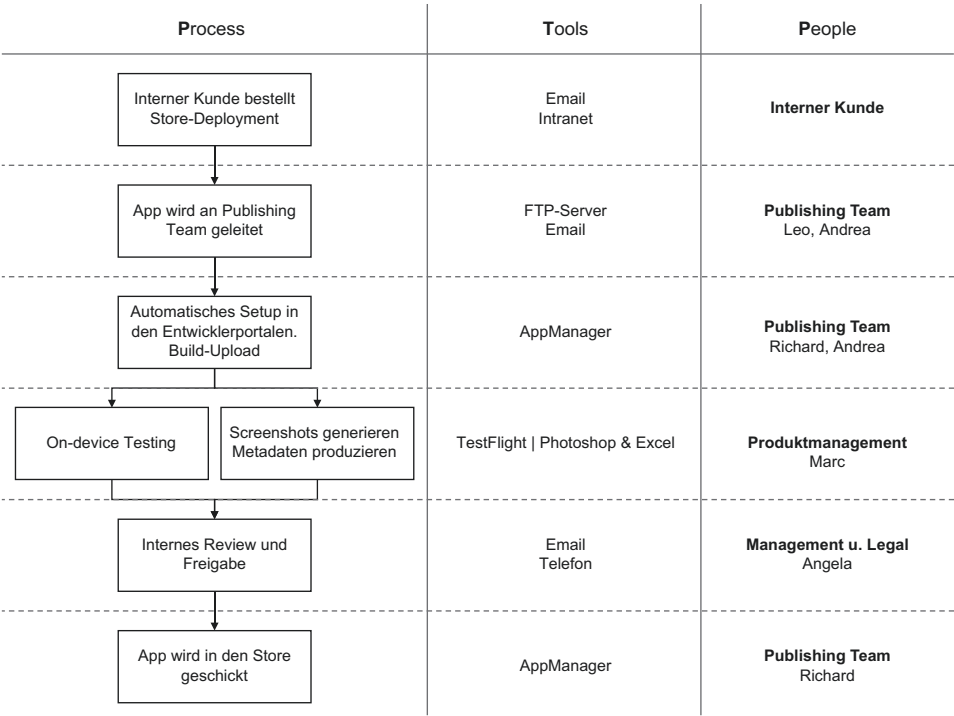 Process
Tools
People
Interner Kunde bestellt
Store-Deployment
Email
Intranet
Interner Kunde
App wird an Publishing
Team geleitet
FTP-Server
Email
Publishing Team
Leo, Andrea
Automatisches Setup in
den Entwicklerportalen.
Build-Upload
AppManager
Publishing Team
Richard, Andrea
On-device Testing
Screenshots generieren
Metadaten produzieren
TestFlight | Photoshop & Excel
Produktmanagement
Marc
Internes Review und
Freigabe
Email
Telefon
Management u. Legal
Angela
App wird in den Store
geschickt
AppManager
Publishing Team
Richard